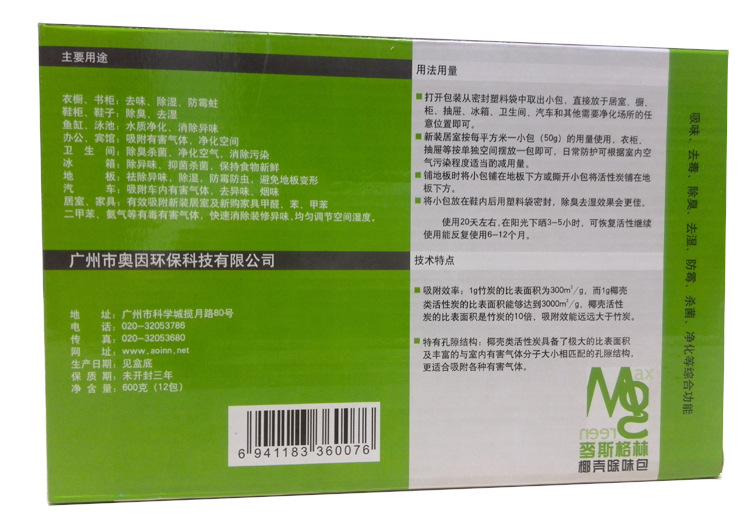 主要用途
衣橱、书柜：去味、除湿、防霉蛀
鞋柜、鞋子：除臭、去湿
鱼缸、泳池：水质净化、消除异味
办公、宾馆：吸附有害气体，净化空间
卫 生 间：除臭杀菌、净化空气，消除污染
冰 箱：除异味、抑菌杀菌，保持食物新鲜
地 板：祛除异味，除湿，防霉防虫，避免地板变形
汽 车：吸附车内有害气体，去异味、烟味
居室、家具：有效吸附新装居室及新购家具甲醛、苯、甲苯
二甲苯、氨气等有毒有害气体，快速消除装修异味，均匀调节空间湿度。
广州市奥因环保科技有限公司
地 址：广州市科学城揽月路80号
电 话：020-32053786
传 真：020-32053680
网 址：www.aoinn.net
生产日期：见盒底
保 质 期：未开封三年
净 含 量：600克（12包）
6 941183 360076
用法用量
■打开包装从密封塑料袋中取出小包，直接放于居室、橱、
柜、抽屉、冰箱、卫生间、汽车和其他需要净化场所的任
意位置即可。
■新装居室按每平方米一小包（50g）的用量使用，衣柜、
抽屉等按单独空间摆放一包即可，日常防护可根据室内空
气污染程度适当的减用量。
■铺地板时将小包铺在地板下方或撕开小包将活性炭铺在地
板下方。
■将小包放在鞋内后用塑料袋密封，除臭去湿效果会更佳。
使用20天左右，在阳光下晒3-5小时，可恢复活性继续
使用能反复使用6-12个月。
技术特点
■吸附效率：1g竹炭的比表面积为300m²/g，而1g椰壳
类活性炭的比表面积能够达到3000m²/g，椰壳活性
炭的比表面积是竹炭的10倍，吸附效能远远大于竹炭。
■特有孔隙结构：椰壳类活性炭具备了极大的比表面积
及丰富的与室内有害气体分子大小相匹配的孔隙结构，
更适合吸附各种有害气体。
Max
Green
麦斯格林
椰壳除味包
吸味、去毒、除臭、去湿、防霉、杀菌、净化等综合功能